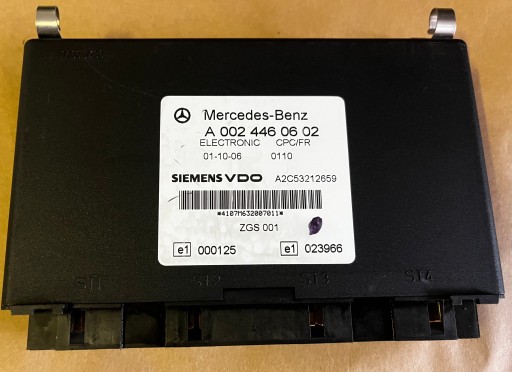 Mercedes-Benz
A 002 446 06 02
ELECTRONIC CPC/FR
01-10-06 0110
SIEMENS VDO A2C53212659
*4107M632007011*
ZGS 001
e1 000125 e1 023966
ST1 ST2 ST3 ST4